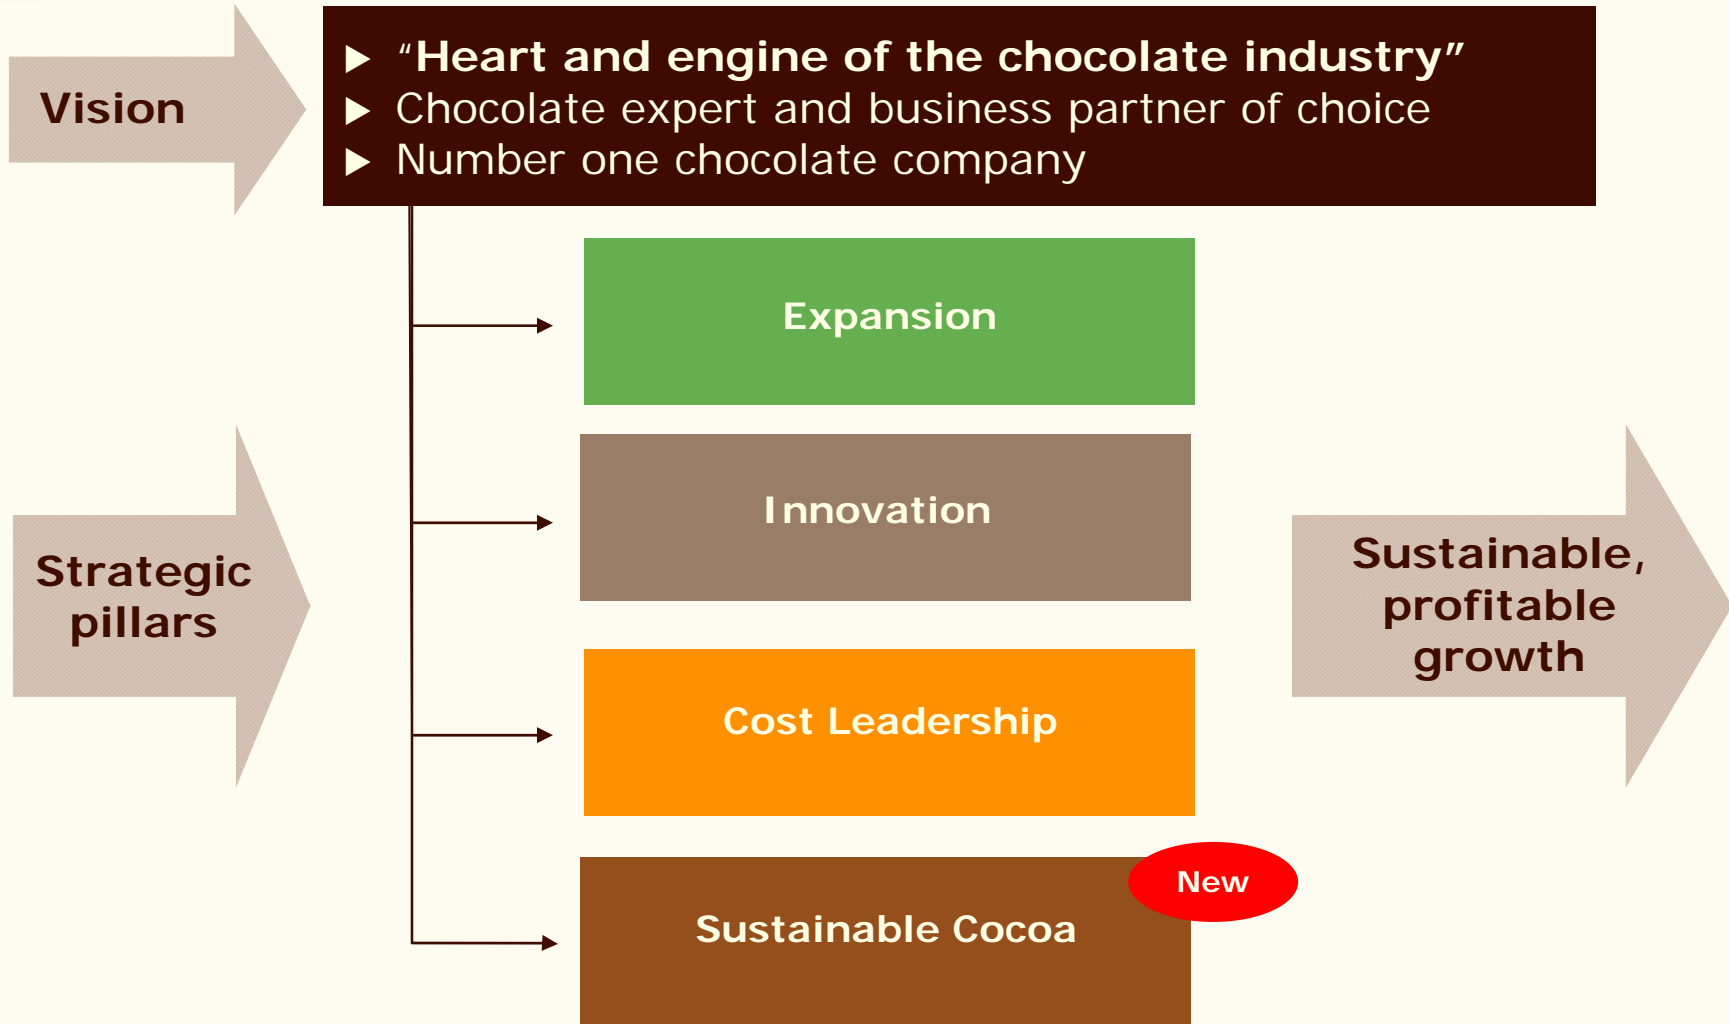 Vision
▶ “Heart and engine of the chocolate industry”
▶ Chocolate expert and business partner of choice
▶ Number one chocolate company
Expansion
Innovation
Strategic
pillars
Sustainable,
profitable
growth
Cost Leadership
New
Sustainable Cocoa